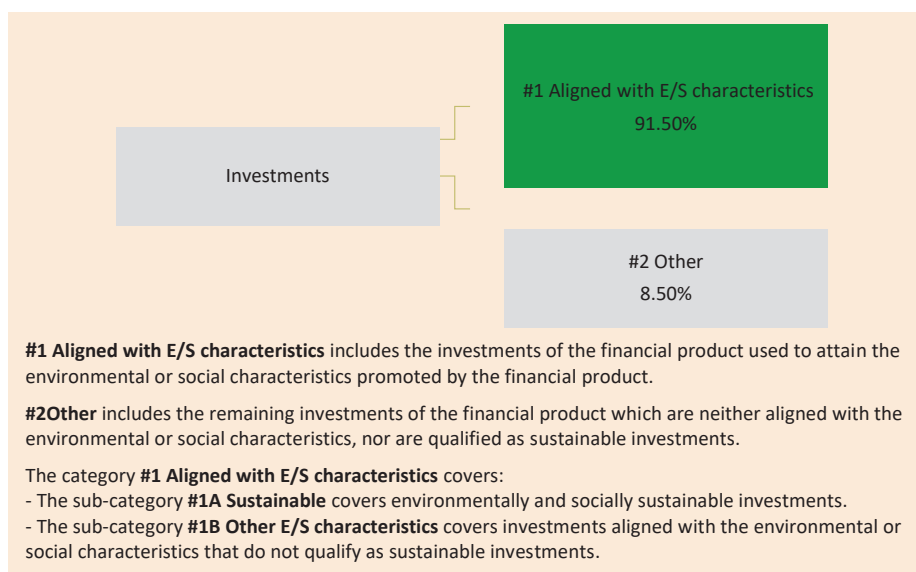 #1 Aligned with E/S characteristics
91.50%
Investments
#2 Other
8.50%
#1 Aligned with E/S characteristics includes the investments of the financial product used to attain the
environmental or social characteristics promoted by the financial product.
#2Other includes the remaining investments of the financial product which are neither aligned with the
environmental or social characteristics, nor are qualified as sustainable investments.
The category #1 Aligned with E/S characteristics covers:
- The sub-category #1A Sustainable covers environmentally and socially sustainable investments.
- The sub-category #1B Other E/S characteristics covers investments aligned with the environmental or
social characteristics that do not qualify as sustainable investments.